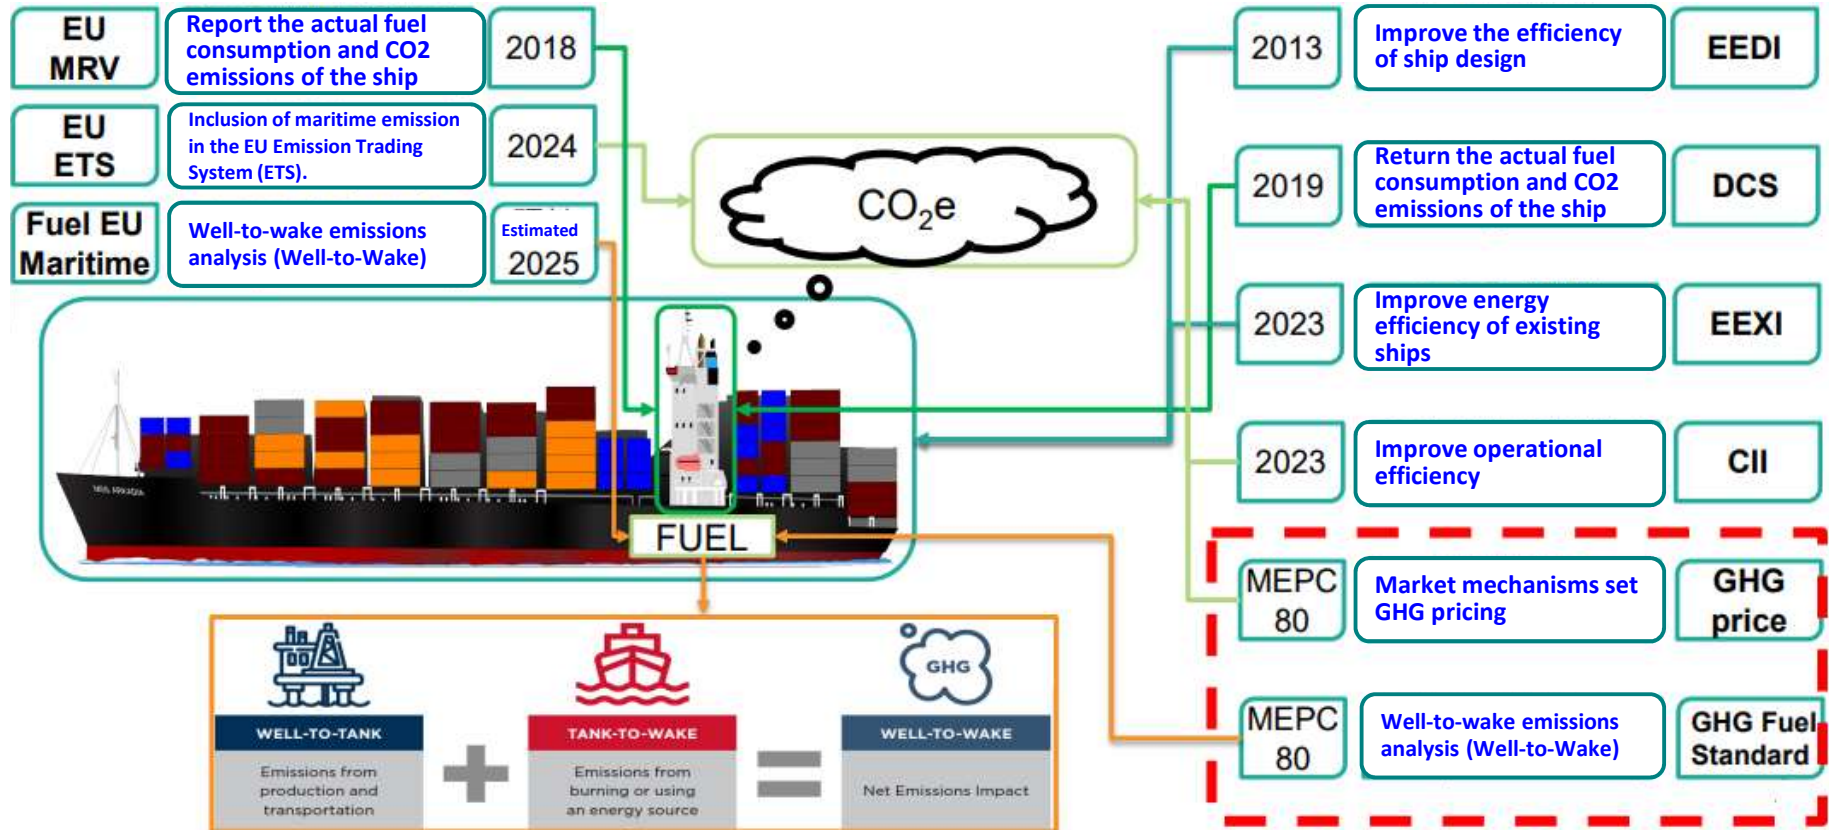 EU
MRV
Report the actual fuel
consumption and CO2
emissions of the ship
2018
EU
ETS
Inclusion of maritime emission
in the EU Emission Trading
System (ETS).
2024
Fuel EU
Maritime
Well-to-wake emissions
analysis (Well-to-Wake)
Estimated
2025
CO₂e
2013
Improve the efficiency
of ship design
EEDI
2019
Return the actual fuel
consumption and CO2
emissions of the ship
DCS
2023
Improve energy
efficiency of existing
ships
EEXI
2023
Improve operational
efficiency
CII
MEPC
80
Market mechanisms set
GHG pricing
GHG
price
MEPC
80
Well-to-wake emissions
analysis (Well-to-Wake)
GHG Fuel
Standard
FUEL
WELL-TO-TANK
Emissions from
production and
transportation
TANK-TO-WAKE
Emissions from
burning or using
an energy source
GHG
WELL-TO-WAKE
Net Emissions Impact